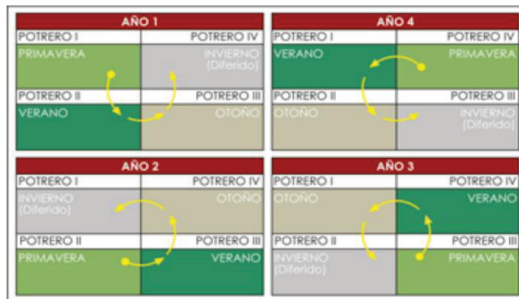 AÑO 1
POTRERO I POTRERO IV
PRIMAVERA INVIERNO
(Diferido)
POTRERO II POTRERO III
VERANO OTOÑO
AÑO 4
POTRERO I POTRERO IV
VERANO PRIMAVERA
POTRERO II POTRERO III
OTOÑO INVIERNO
(Diferido)
AÑO 2
POTRERO I POTRERO IV
INVIERNO OTOÑO
(Diferido)
POTRERO II POTRERO III
PRIMAVERA VERANO
AÑO 3
POTRERO I POTRERO IV
OTOÑO VERANO
POTRERO II POTRERO III
INVIERNO PRIMAVERA
(Diferido)